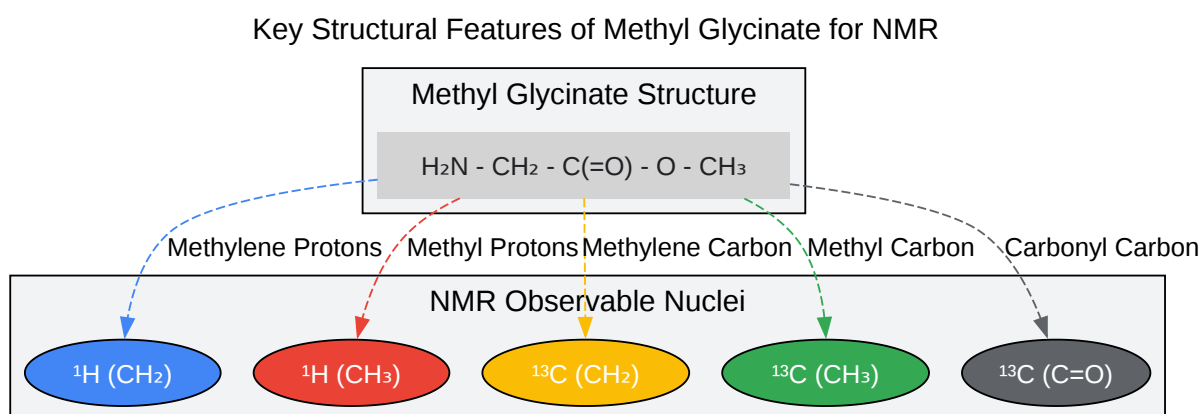 Key Structural Features of Methyl Glycinate for NMR
Methyl Glycinate Structure
H₂N - CH₂ - C(=O) - O - CH₃
Methylene Protons
Methyl Protons
Methylene Carbon
Methyl Carbon
Carbonyl Carbon
NMR Observable Nuclei
¹H (CH₂)
¹H (CH₃)
¹³C (CH₂)
¹³C (CH₃)
¹³C (C=O)